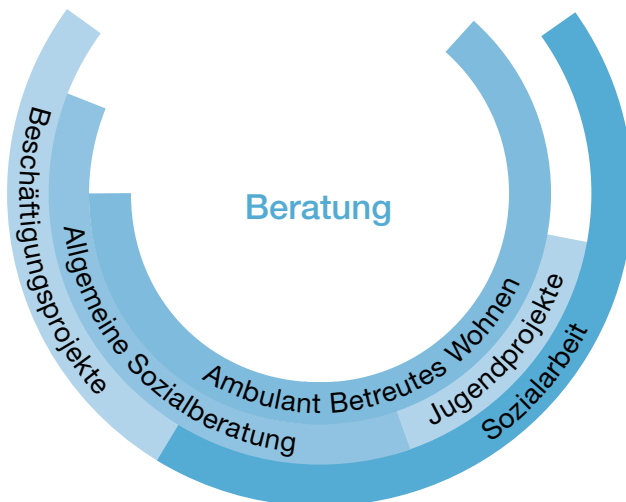 Beratung
Beschäftigungsprojekte
Allgemeine Sozialberatung
Ambulant Betreutes Wohnen
Jugendprojekte
Sozialarbeit